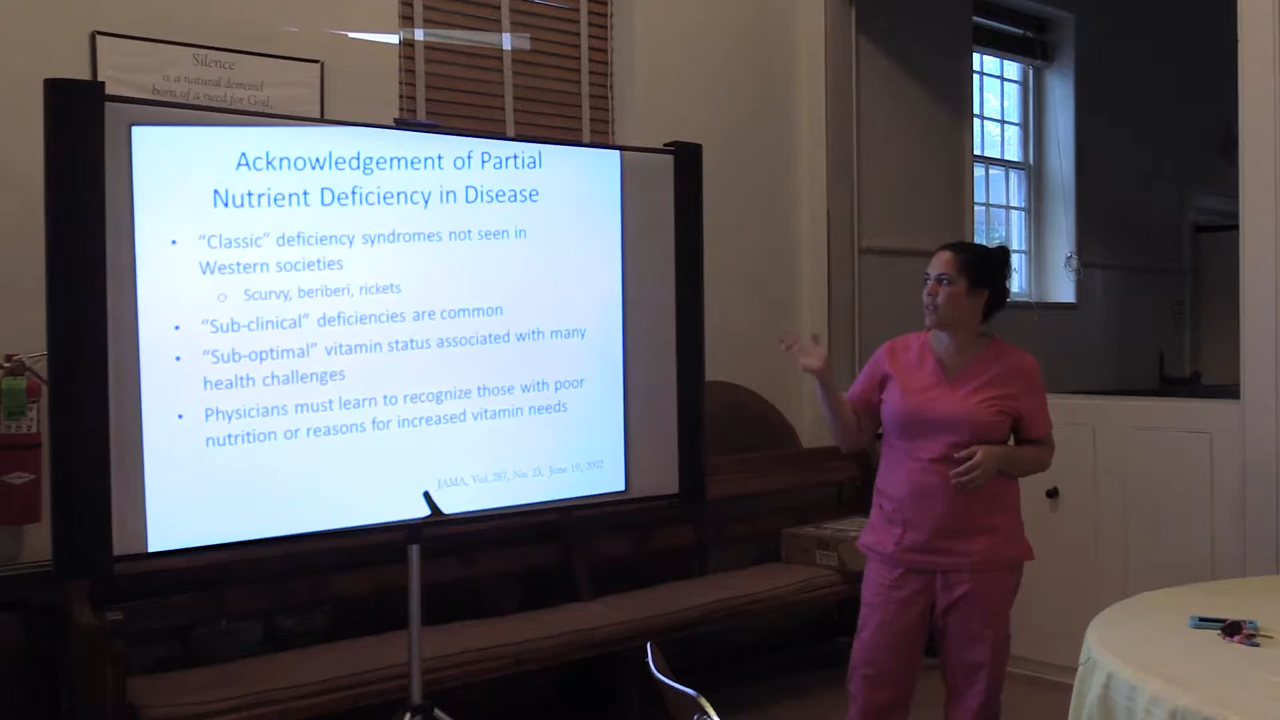 Silence
is a natural demand
born of a need for God,
Acknowledgement of Partial
Nutrient Deficiency in Disease
• “Classic” deficiency syndromes not seen in
Western societies
o Scurvy, beriberi, rickets
• “Sub-clinical” deficiencies are common
• “Sub-optimal” vitamin status associated with many
health challenges
• Physicians must learn to recognize those with poor
nutrition or reasons for increased vitamin needs
JAMA, Vol. 287, No. 23, June 19, 2002